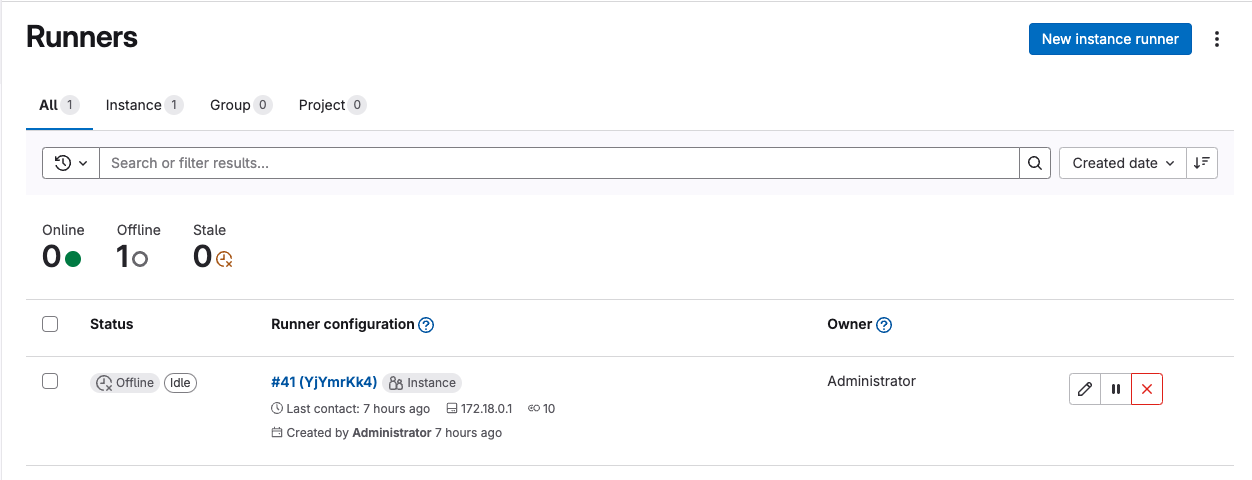 Runners
New instance runner
All 1 Instance 1 Group 0 Project 0
Search or filter results... Created date
Online Offline Stale
0 1 0
Status Runner configuration ? Owner ?
Offline Idle #41 (YjYmrKk4) Instance Administrator
Last contact: 7 hours ago 172.18.0.1 10
Created by Administrator 7 hours ago